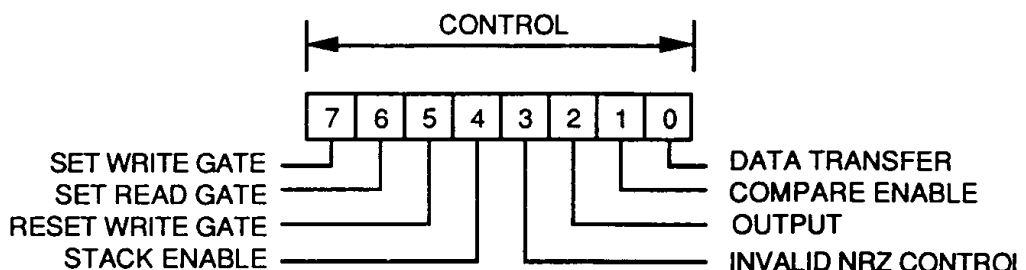 CONTROL
7 6 5 4 3 2 1 0
SET WRITE GATE DATA TRANSFER
SET READ GATE COMPARE ENABLE
RESET WRITE GATE OUTPUT
STACK ENABLE INVALID NRZ CONTROL